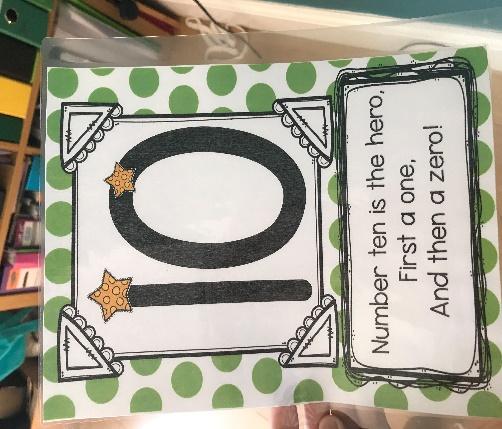 10
Number ten is the hero,
First a one,
And then a zero!